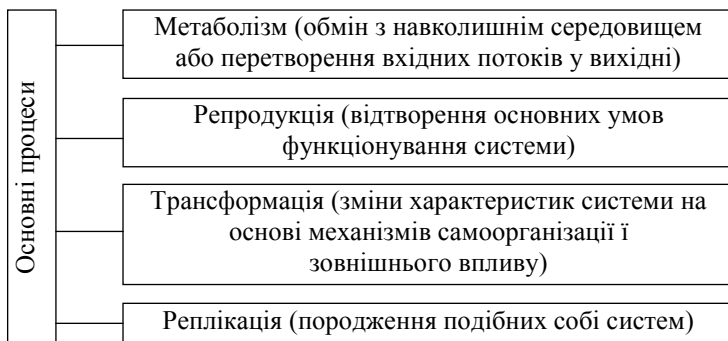 Основні процеси
Метаболізм (обмін з навколишнім середовищем
або перетворення вхідних потоків у вихідні)
Репродукція (відтворення основних умов
функціонування системи)
Трансформація (зміни характеристик системи на
основі механізмів самоорганізації ї
зовнішнього впливу)
Реплікація (породження подібних собі систем)